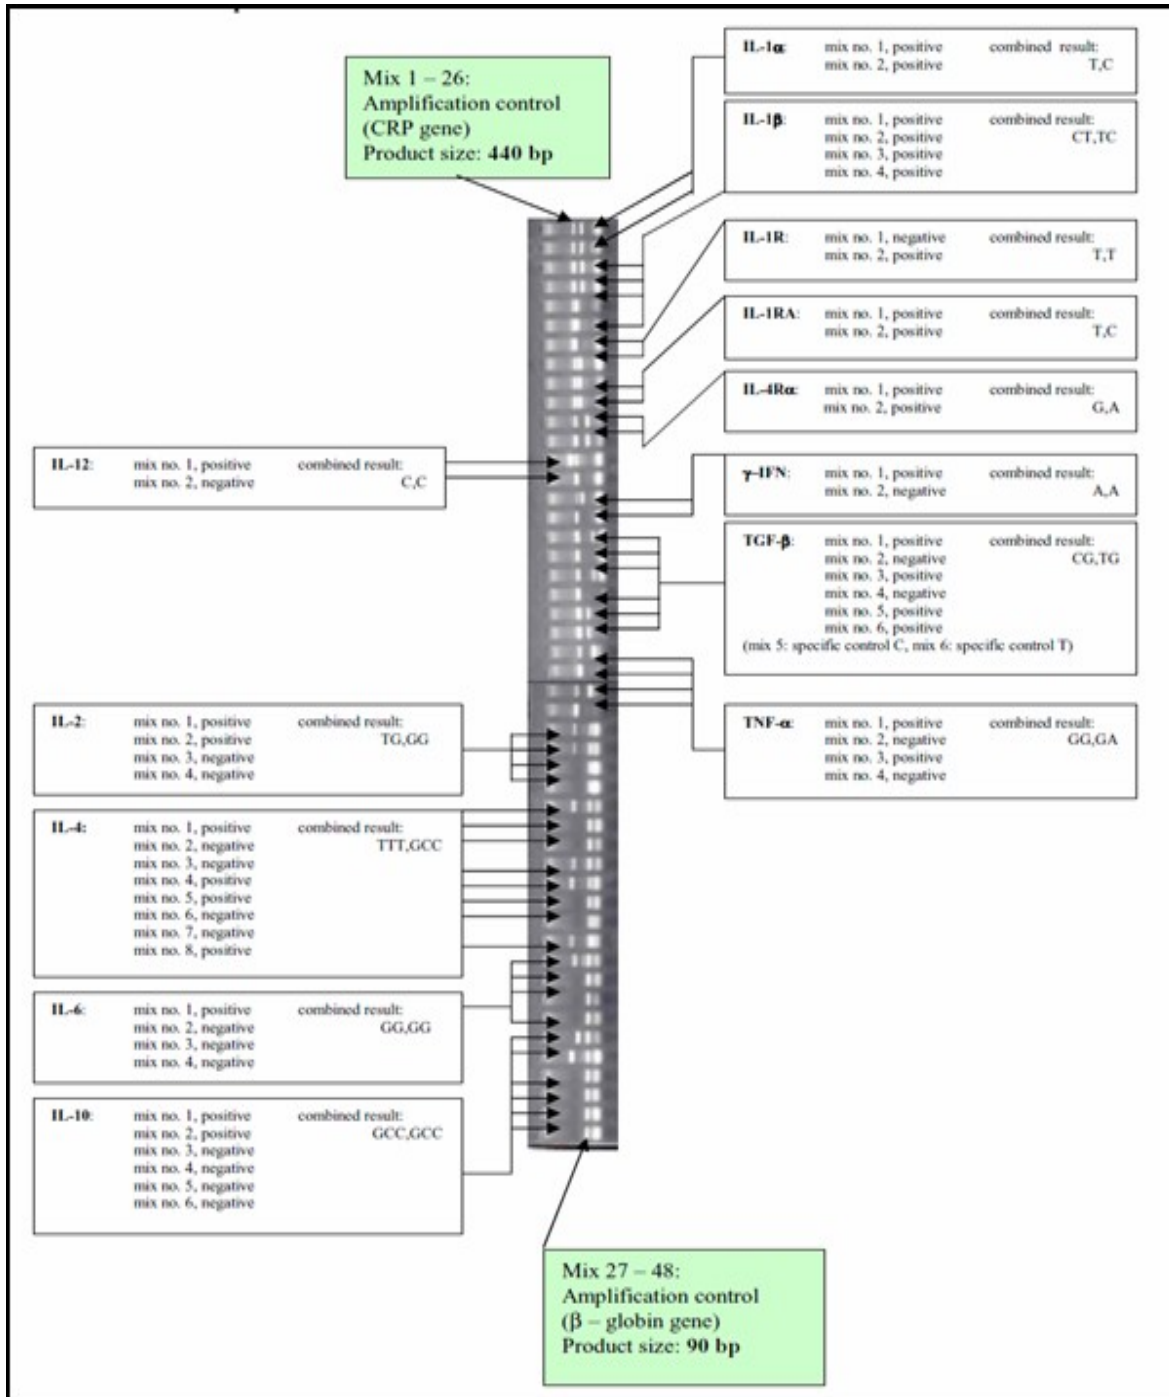 Mix 1 – 26:
Amplification control
(CRP gene)
Product size: 440 bp
IL-1α: mix no. 1, positive combined result:
mix no. 2, positive T,C
IL-1β: mix no. 1, positive combined result:
mix no. 2, positive CT,TC
mix no. 3, positive
mix no. 4, positive
IL-1R: mix no. 1, negative combined result:
mix no. 2, positive T,T
IL-1RA: mix no. 1, positive combined result:
mix no. 2, positive T,C
IL-4Rα: mix no. 1, positive combined result:
mix no. 2, positive G,A
IL-12: mix no. 1, positive combined result:
mix no. 2, negative C,C
γ-IFN: mix no. 1, positive combined result:
mix no. 2, negative A,A
TGF-β: mix no. 1, positive combined result:
mix no. 2, negative CG,TG
mix no. 3, positive
mix no. 4, negative
mix no. 5, positive
mix no. 6, positive
(mix 5: specific control C, mix 6: specific control T)
TNF-α: mix no. 1, positive combined result:
mix no. 2, negative GG,GA
mix no. 3, positive
mix no. 4, negative
IL-2: mix no. 1, positive combined result:
mix no. 2, positive TG,GG
mix no. 3, negative
mix no. 4, negative
IL-4: mix no. 1, positive combined result:
mix no. 2, negative TTT,GCC
mix no. 3, negative
mix no. 4, positive
mix no. 5, positive
mix no. 6, negative
mix no. 7, negative
mix no. 8, positive
IL-6: mix no. 1, positive combined result:
mix no. 2, negative GG,GG
mix no. 3, negative
mix no. 4, negative
IL-10: mix no. 1, positive combined result:
mix no. 2, positive GCC,GCC
mix no. 3, negative
mix no. 4, negative
mix no. 5, negative
mix no. 6, negative
Mix 27 – 48:
Amplification control
(β – globin gene)
Product size: 90 bp